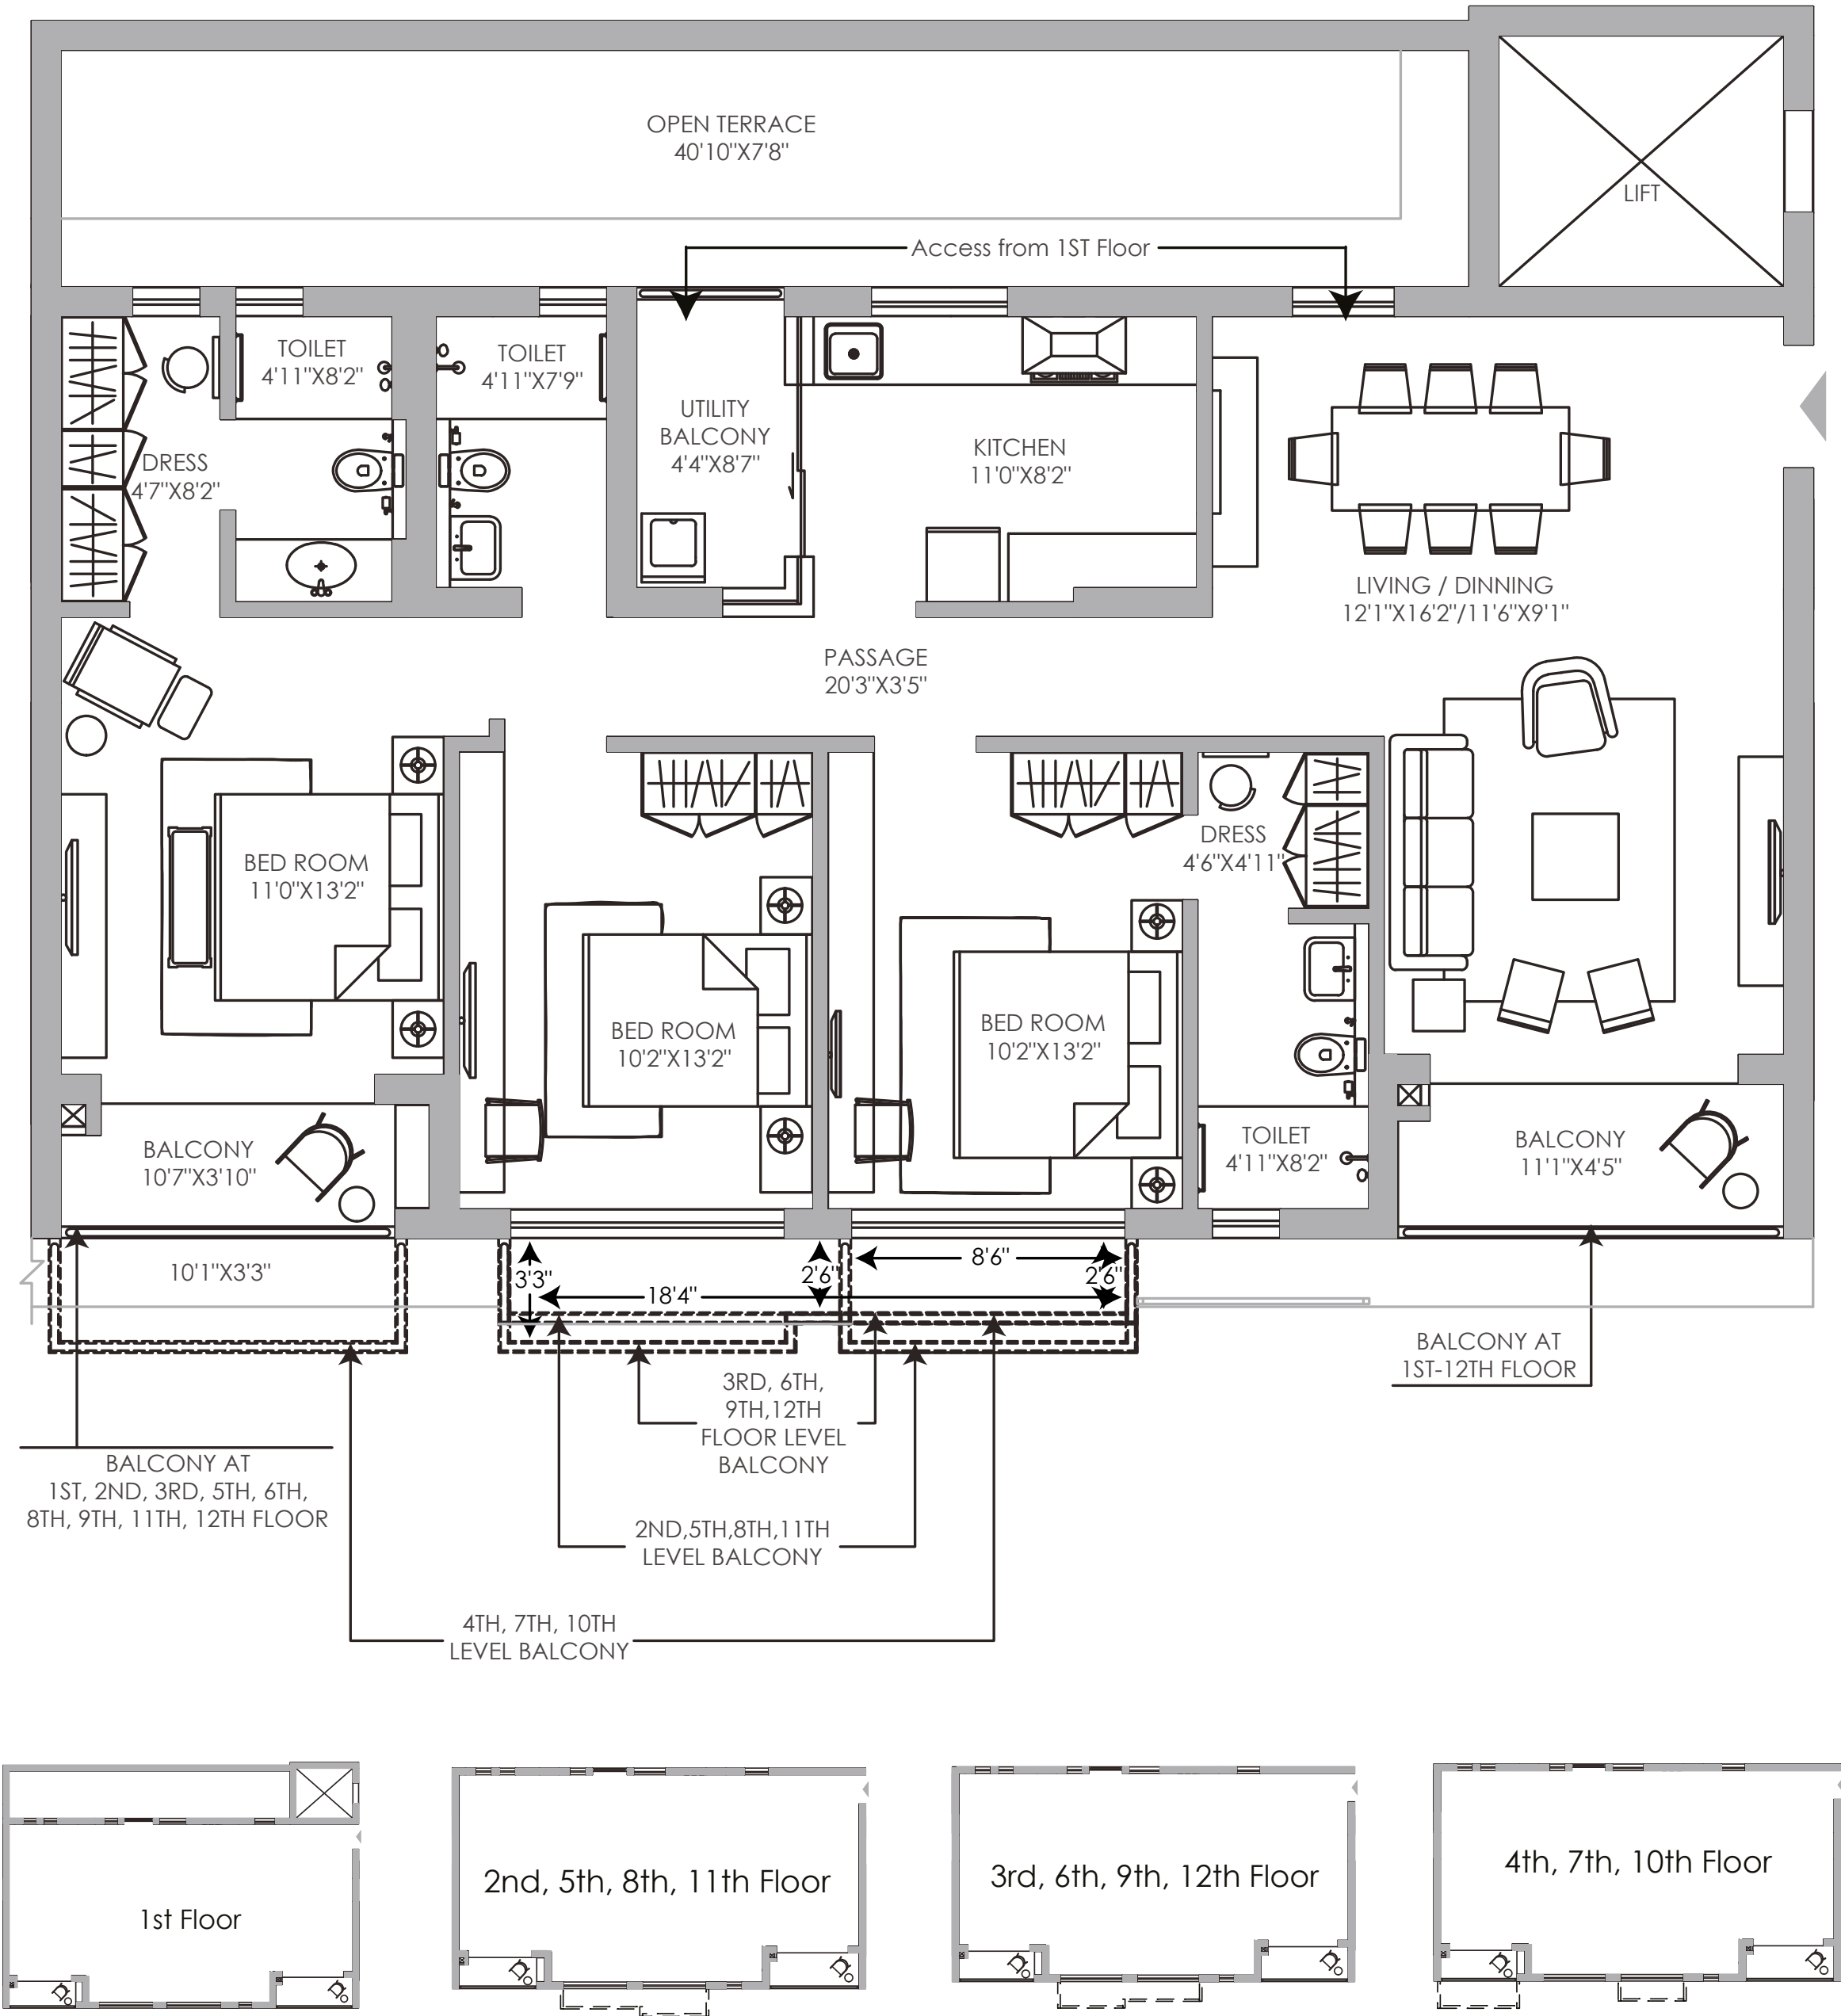 OPEN TERRACE
40'10"X7'8"
LIFT
Access from 1ST Floor
TOILET
4'11"X8'2"
TOILET
4'11"X7'9"
UTILITY
BALCONY
4'4"X8'7"
KITCHEN
11'0"X8'2"
DRESS
4'7"X8'2"
LIVING / DINNING
12'1"X16'2"/11'6"X9'1"
PASSAGE
20'3"X3'5"
BED ROOM
11'0"X13'2"
DRESS
4'6"X4'11"
BED ROOM
10'2"X13'2"
BED ROOM
10'2"X13'2"
BALCONY
10'7"X3'10"
TOILET
4'11"X8'2"
BALCONY
11'1"X4'5"
10'1"X3'3"
3'3"
2'6"
8'6"
2'6"
18'4"
BALCONY AT
1ST-12TH FLOOR
3RD, 6TH,
9TH,12TH
FLOOR LEVEL
BALCONY
BALCONY AT
1ST, 2ND, 3RD, 5TH, 6TH,
8TH, 9TH, 11TH, 12TH FLOOR
2ND,5TH,8TH,11TH
LEVEL BALCONY
4TH, 7TH, 10TH
LEVEL BALCONY
1st Floor
2nd, 5th, 8th, 11th Floor
3rd, 6th, 9th, 12th Floor
4th, 7th, 10th Floor